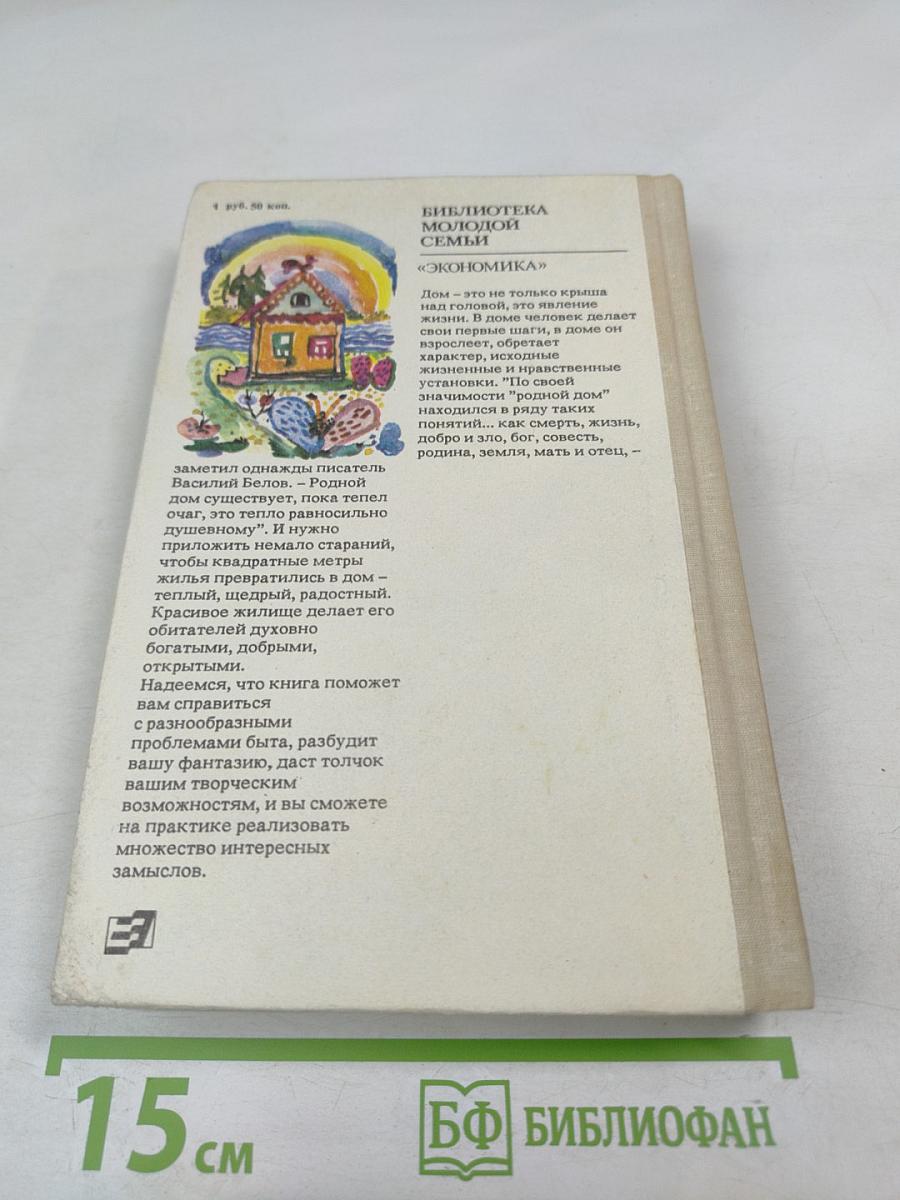 1 руб. 50 коп.
БИБЛИОТЕКА
МОЛОДОЙ
СЕМЬИ
«ЭКОНОМИКА»
Дом – это не только крыша
над головой, это явление
жизни. В доме человек делает
свои первые шаги, в доме он
взрослеет, обретает
характер, исходные
жизненные и нравственные
установки. "По своей
значимости "родной дом"
находился в ряду таких
понятий... как смерть, жизнь,
добро и зло, бог, совесть,
родина, земля, мать и отец, –
заметил однажды писатель
Василий Белов. – Родной
дом существует, пока тепел
очаг, это тепло равносильно
душевному". И нужно
приложить немало стараний,
чтобы квадратные метры
жилья превратились в дом –
теплый, щедрый, радостный.
Красивое жилище делает его
обитателей духовно
богатыми, добрыми,
открытыми.
Надеемся, что книга поможет
вам справиться
с разнообразными
проблемами быта, разбудит
вашу фантазию, даст толчок
вашим творческим
возможностям, и вы сможете
на практике реализовать
множество интересных
замыслов.
15 см
БФ БИБЛИОФАН